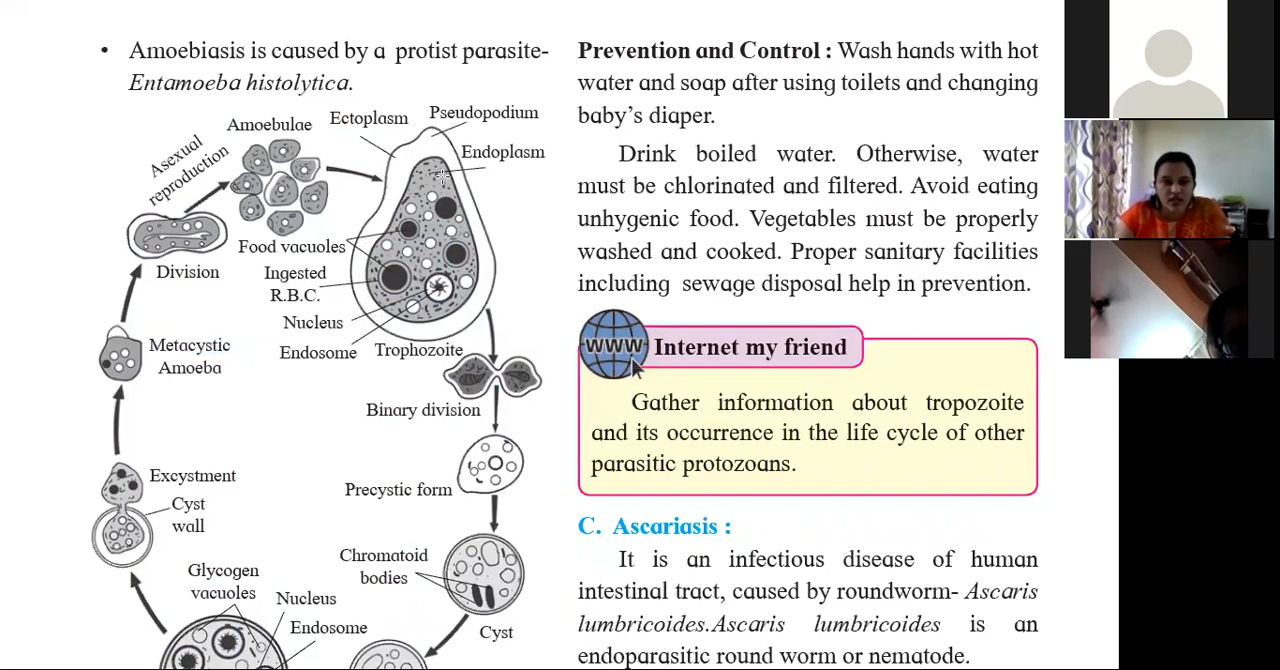 • Amoebiasis is caused by a protist parasite-
Entamoeba histolytica.
Ectoplasm
Pseudopodium
Amoebulae
Endoplasm
Asexual
reproduction
Food vacuoles
Division
Ingested
R.B.C.
Nucleus
Endosome
Trophozoite
Metacystic
Amoeba
Binary division
Excystment
Precystic form
Cyst
wall
Chromatoid
bodies
Glycogen
vacuoles
Nucleus
Endosome
Cyst
Prevention and Control : Wash hands with hot
water and soap after using toilets and changing
baby's diaper.
Drink boiled water. Otherwise, water
must be chlorinated and filtered. Avoid eating
unhygenic food. Vegetables must be properly
washed and cooked. Proper sanitary facilities
including sewage disposal help in prevention.
WWW
Internet my friend
Gather information about tropozoite
and its occurrence in the life cycle of other
parasitic protozoans.
C. Ascariasis :
It is an infectious disease of human
intestinal tract, caused by roundworm- Ascaris
lumbricoides.Ascaris lumbricoides is an
endoparasitic round worm or nematode.